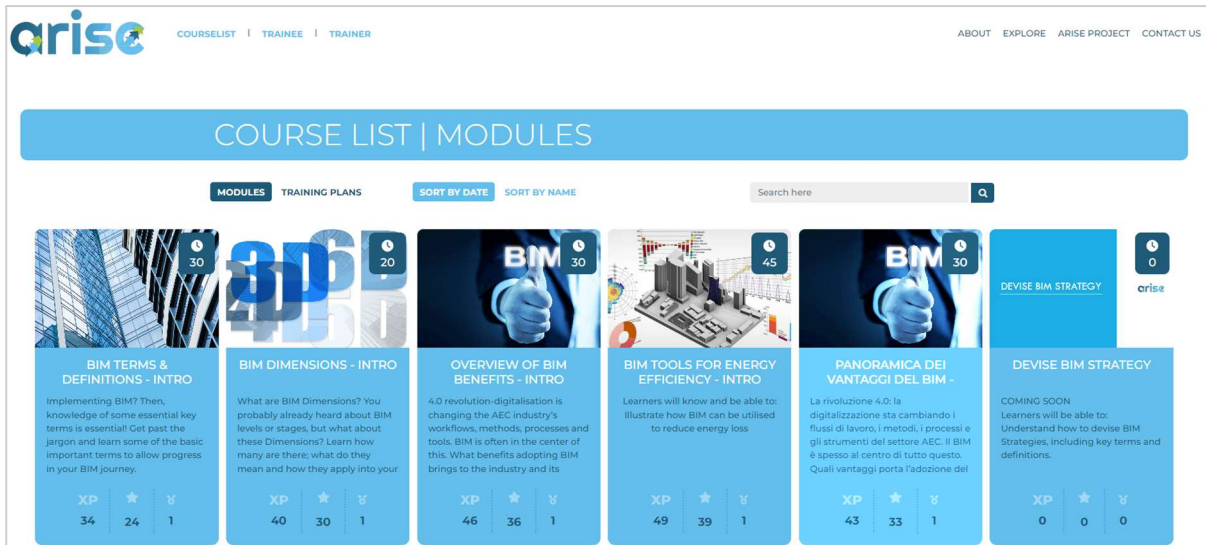 arise
COURSELIST | TRAINEE | TRAINER
ABOUT EXPLORE ARISE PROJECT CONTACT US
COURSE LIST | MODULES
MODULES TRAINING PLANS SORT BY DATE SORT BY NAME
Search here
30
BIM TERMS &
DEFINITIONS - INTRO
Implementing BIM? Then,
knowledge of some essential key
terms is essential! Get past the
jargon and learn some of the basic
important terms to allow progress
in your BIM journey.
XP
34 24 1
3D 6D
4D 5D
20
BIM DIMENSIONS - INTRO
What are BIM Dimensions? You
probably already heard about BIM
levels or stages, but what about
these Dimensions? Learn how
many are there; what do they
mean and how they apply into your
XP
40 30 1
BIM
30
OVERVIEW OF BIM
BENEFITS - INTRO
4.0 revolution-digitalisation is
changing the AEC industry's
workflows, methods, processes and
tools. BIM is often in the center of
this. What benefits adopting BIM
brings to the industry and its
XP
46 36 1
45
BIM TOOLS FOR ENERGY
EFFICIENCY - INTRO
Learners will know and be able to:
Illustrate how BIM can be utilised
to reduce energy loss
XP
49 39 1
BIM
30
PANORAMICA DEI
VANTAGGI DEL BIM -
La rivoluzione 4.0: la
digitalizzazione sta cambiando i
flussi di lavoro, i metodi, i processi e
gli strumenti del settore AEC. Il BIM
è spesso al centro di tutto questo.
Quali vantaggi porta l'adozione del
XP
43 33 1
DEVISE BIM STRATEGY
0
arise
DEVISE BIM STRATEGY
COMING SOON
Learners will be able to:
Understand how to devise BIM
Strategies, including key terms and
definitions.
XP
0 0 0